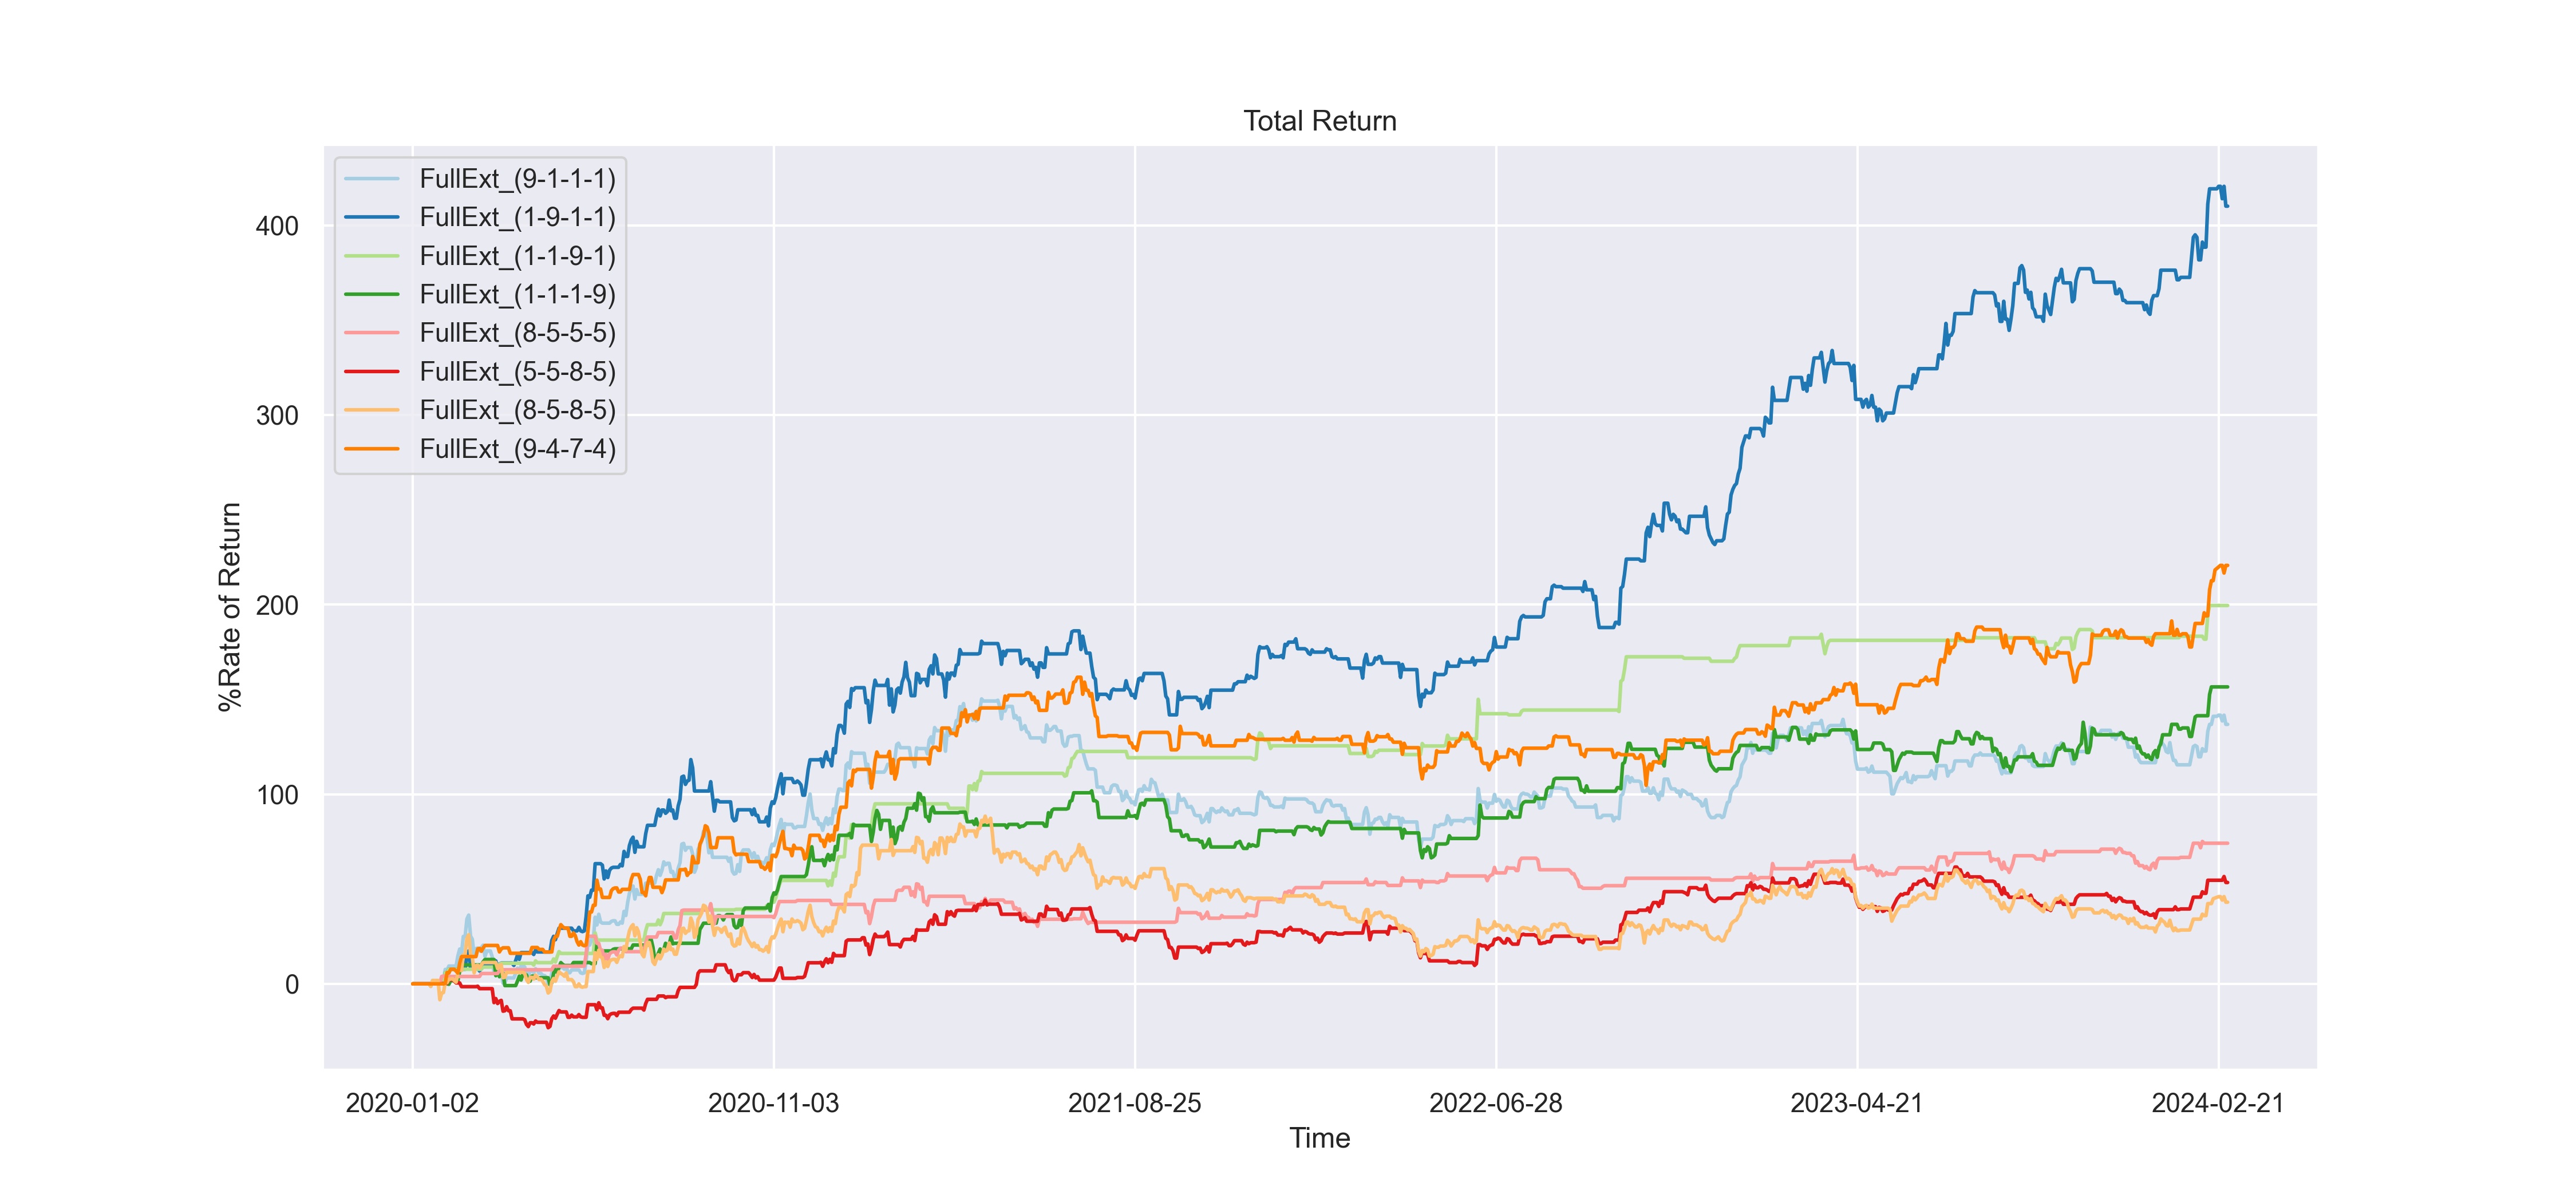 Total Return
FullExt_(9-1-1-1)
FullExt_(1-9-1-1)
FullExt_(1-1-9-1)
FullExt_(1-1-1-9)
FullExt_(8-5-5-5)
FullExt_(5-5-8-5)
FullExt_(8-5-8-5)
FullExt_(9-4-7-4)
%Rate of Return
400
300
200
100
0
2020-01-02 2020-11-03 2021-08-25 2022-06-28 2023-04-21 2024-02-21
Time